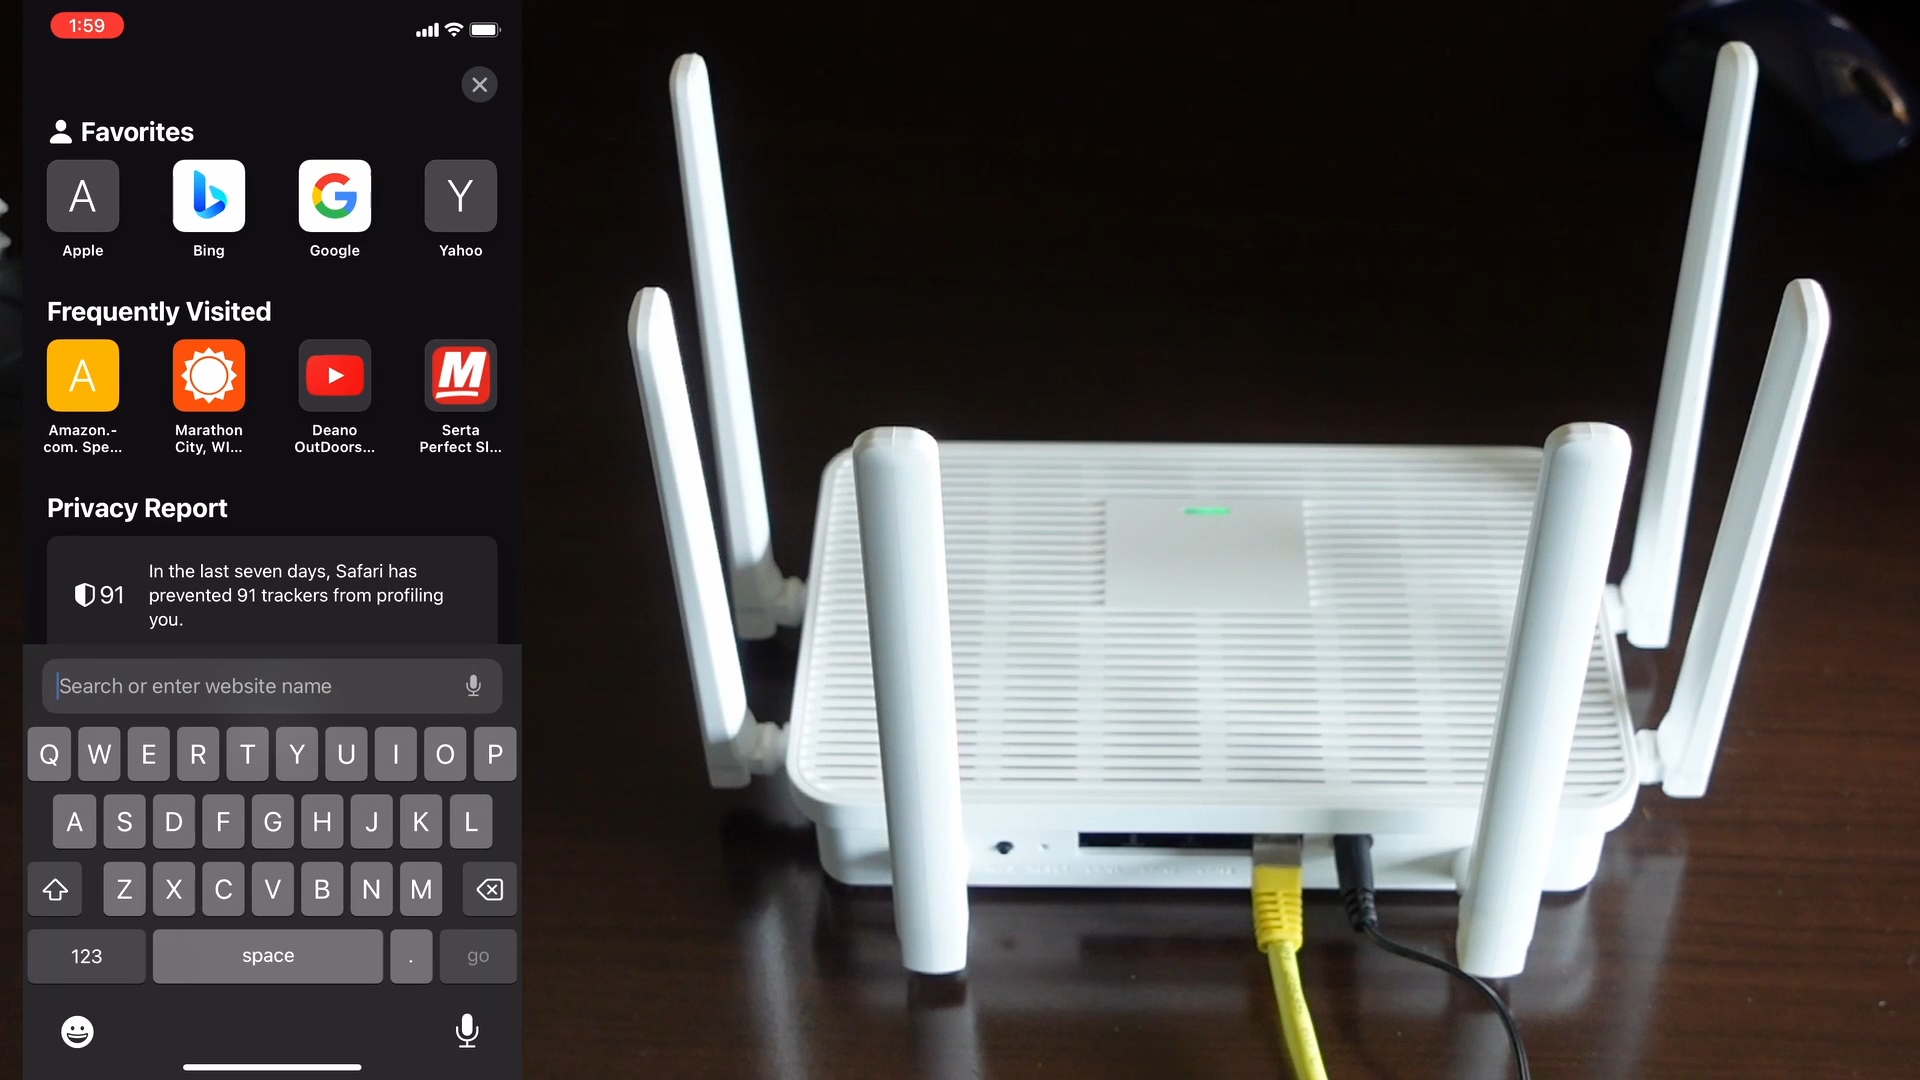 1:59
Favorites
A
G
Y
Apple
Bing
Google
Yahoo
Frequently Visited
A
M
Amazon.-
com. Spe...
Marathon
City, WI...
Deano
OutDoors...
Serta
Perfect Sl...
Privacy Report
91
In the last seven days, Safari has
prevented 91 trackers from profiling
you.
Search or enter website name
Q W E R T Y U I O P
A S D F G H J K L
Z X C V B N M
123 space . go